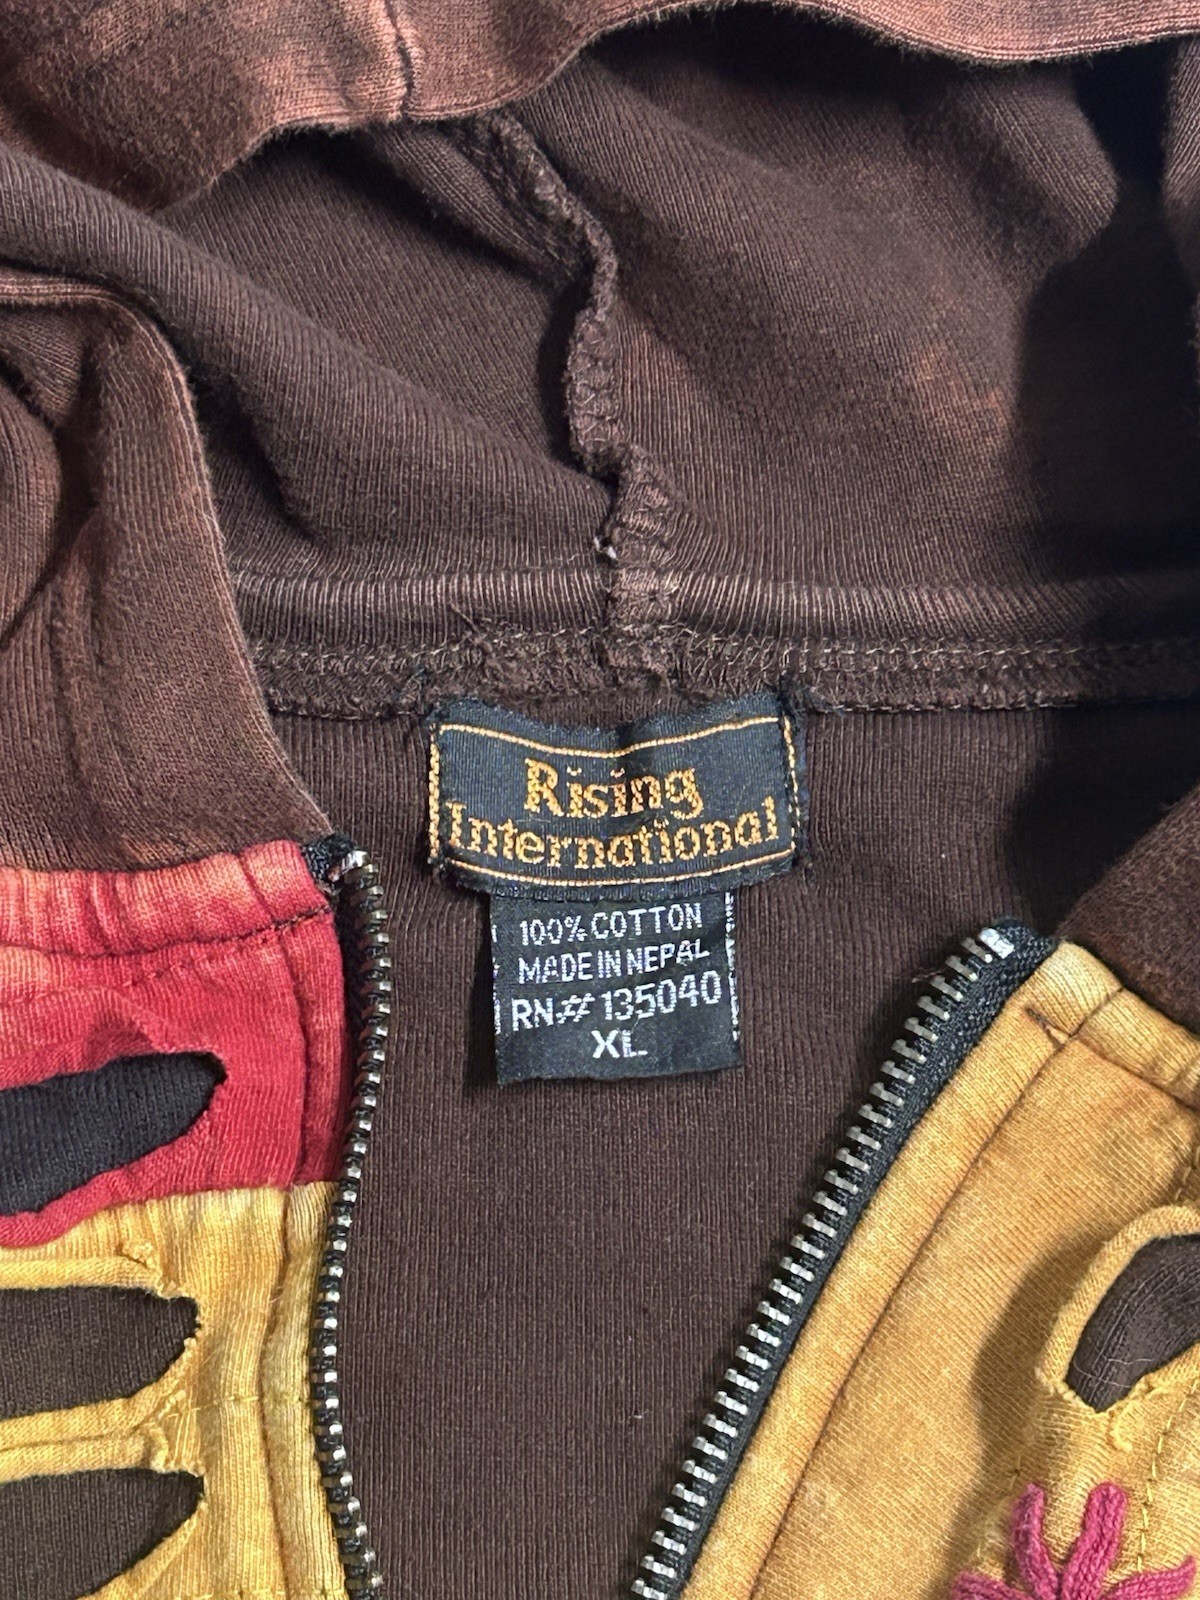 Rising
International
100% COTTON
MADE IN NEPAL
RN# 135040
XL